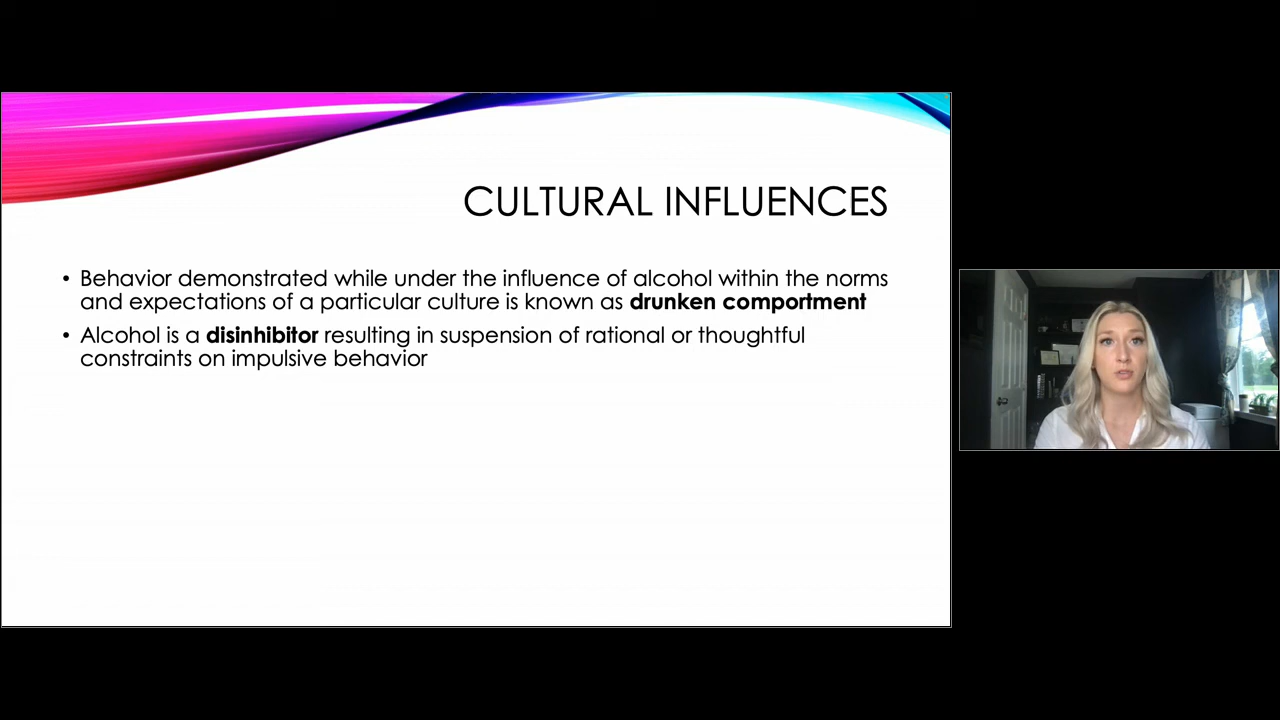 CULTURAL INFLUENCES
• Behavior demonstrated while under the influence of alcohol within the norms
and expectations of a particular culture is known as drunken comportment
• Alcohol is a disinhibitor resulting in suspension of rational or thoughtful
constraints on impulsive behavior